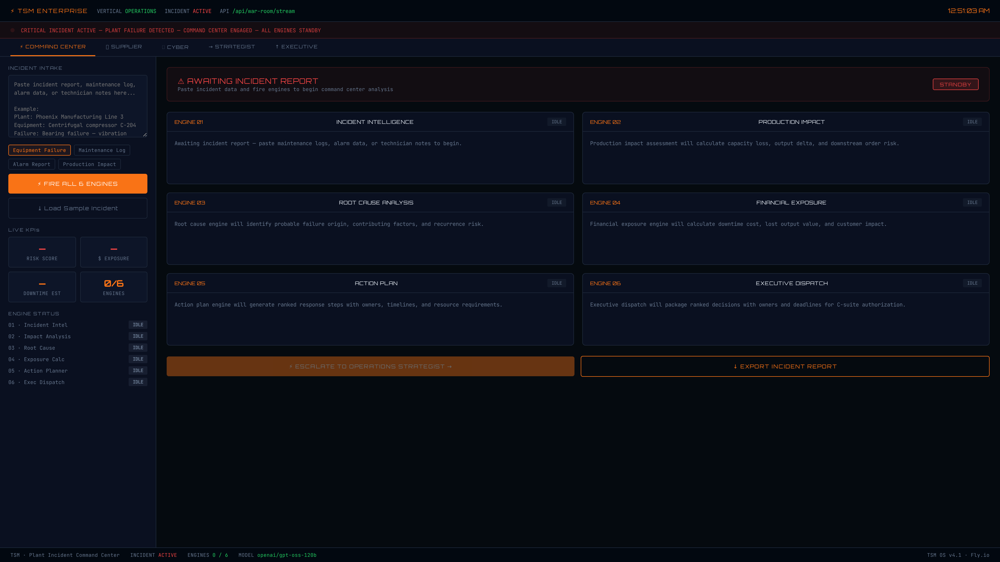 ⚡ TSM ENTERPRISE VERTICAL OPERATIONS INCIDENT ACTIVE API /api/war-room/stream 12:51:03 AM
CRITICAL INCIDENT ACTIVE — PLANT FAILURE DETECTED — COMMAND CENTER ENGAGED — ALL ENGINES STANDBY
⚡ COMMAND CENTER SUPPLIER CYBER → STRATEGIST ↑ EXECUTIVE
INCIDENT INTAKE
Paste incident report, maintenance log,
alarm data, or technician notes here...
Example:
Plant: Phoenix Manufacturing Line 3
Equipment: Centrifugal compressor C-204
Failure: Bearing failure — vibration
Equipment Failure Maintenance Log
Alarm Report Production Impact
⚡ FIRE ALL 6 ENGINES
⤓ Load Sample Incident
LIVE KPIs
—
RISK SCORE
—
$ EXPOSURE
—
DOWNTIME EST
0/6
ENGINES
ENGINE STATUS
01 · Incident Intel IDLE
02 · Impact Analysis IDLE
03 · Root Cause IDLE
04 · Exposure Calc IDLE
05 · Action Planner IDLE
06 · Exec Dispatch IDLE
⚠ AWAITING INCIDENT REPORT
Paste incident data and fire engines to begin command center analysis
STANDBY
ENGINE 01 INCIDENT INTELLIGENCE IDLE
Awaiting incident report — paste maintenance logs, alarm data, or technician notes to begin.
ENGINE 02 PRODUCTION IMPACT IDLE
Production impact assessment will calculate capacity loss, output delta, and downstream order risk.
ENGINE 03 ROOT CAUSE ANALYSIS IDLE
Root cause engine will identify probable failure origin, contributing factors, and recurrence risk.
ENGINE 04 FINANCIAL EXPOSURE IDLE
Financial exposure engine will calculate downtime cost, lost output value, and customer impact.
ENGINE 05 ACTION PLAN IDLE
Action plan engine will generate ranked response steps with owners, timelines, and resource requirements.
ENGINE 06 EXECUTIVE DISPATCH IDLE
Executive dispatch will package ranked decisions with owners and deadlines for C-suite authorization.
⚡ ESCALATE TO OPERATIONS STRATEGIST →
↓ EXPORT INCIDENT REPORT
TSM · Plant Incident Command Center INCIDENT ACTIVE ENGINES 0 / 6 MODEL openai/gpt-oss-120b TSM OS v4.1 · Fly.io